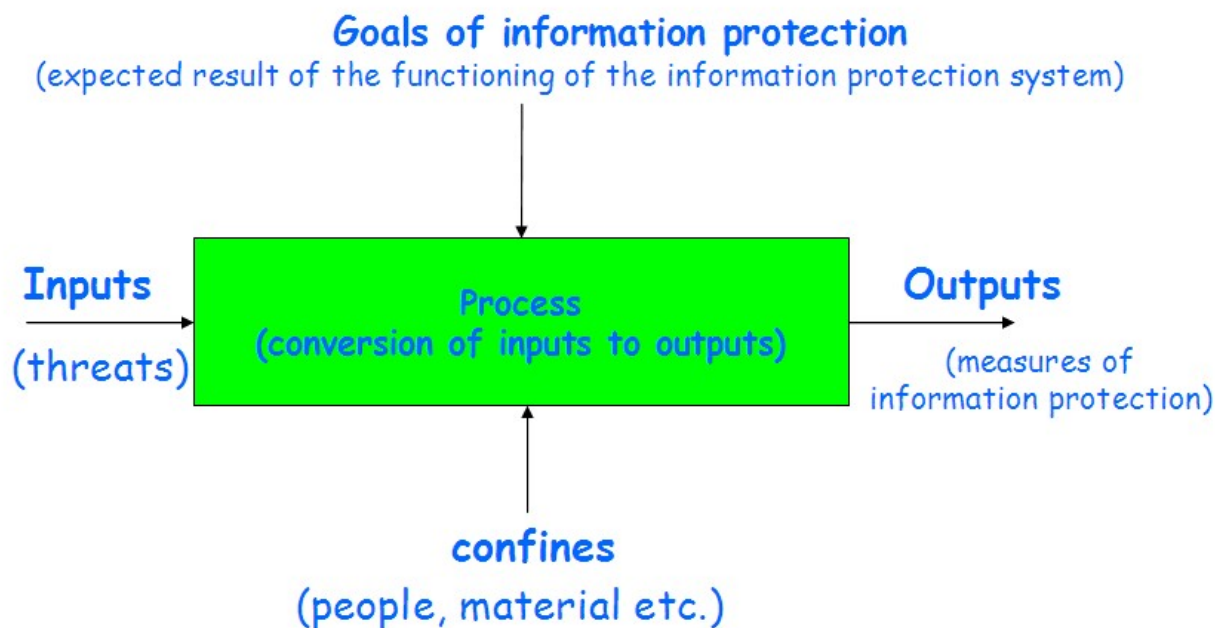 Goals of information protection
(expected result of the functioning of the information protection system)
Inputs
(threats)
Process
(conversion of inputs to outputs)
Outputs
(measures of
information protection)
confines
(people, material etc.)